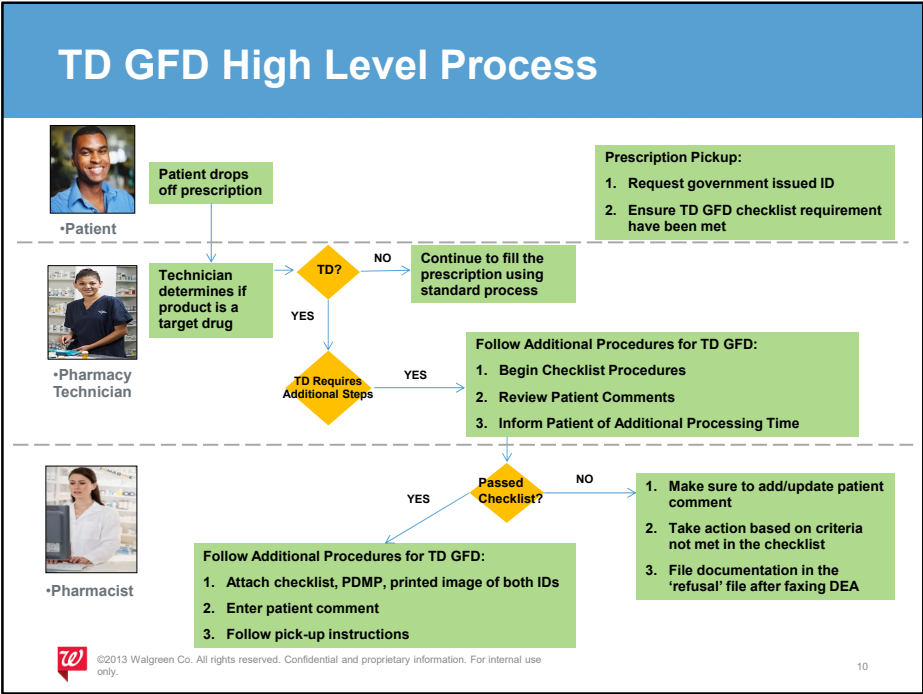 TD GFD High Level Process
Patient drops
off prescription
Prescription Pickup:
1. Request government issued ID
2. Ensure TD GFD checklist requirement
have been met
•Patient
Technician
determines if
product is a
target drug
TD?
NO
Continue to fill the
prescription using
standard process
YES
•Pharmacy
Technician
TD Requires
Additional Steps
YES
Follow Additional Procedures for TD GFD:
1. Begin Checklist Procedures
2. Review Patient Comments
3. Inform Patient of Additional Processing Time
Passed
Checklist?
YES
NO
1. Make sure to add/update patient
comment
2. Take action based on criteria
not met in the checklist
3. File documentation in the
‘refusal’ file after faxing DEA
•Pharmacist
Follow Additional Procedures for TD GFD:
1. Attach checklist, PDMP, printed image of both IDs
2. Enter patient comment
3. Follow pick-up instructions
W
©2013 Walgreen Co. All rights reserved. Confidential and proprietary information. For internal use
only.
10